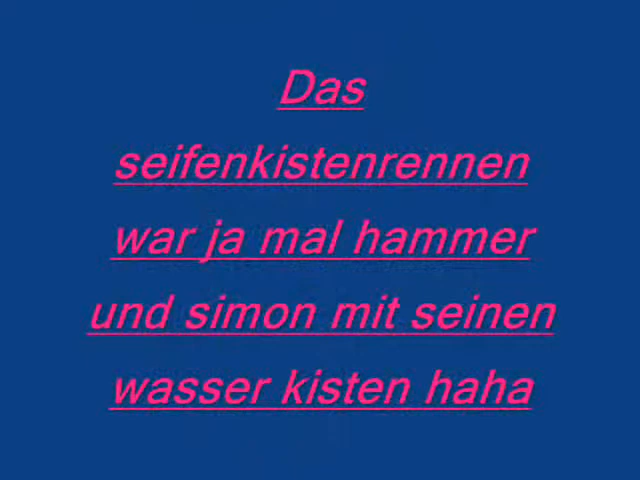 Das
seifenkistenrennen
war ja mal hammer
und simon mit seinen
wasser kisten haha